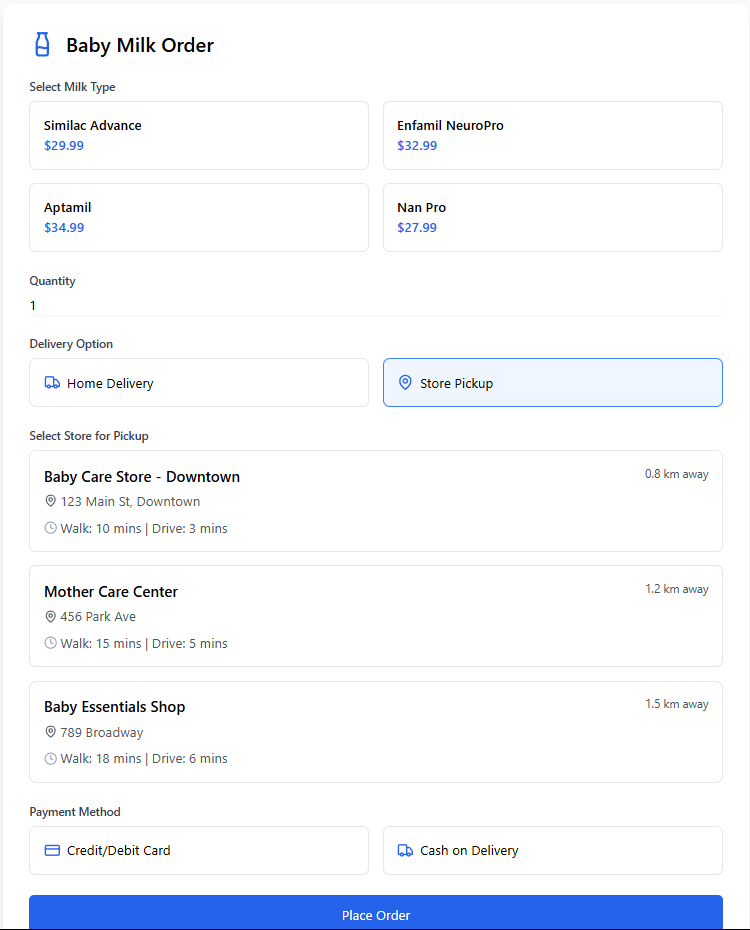 Baby Milk Order
Select Milk Type
Similac Advance
$29.99
Enfamil NeuroPro
$32.99
Aptamil
$34.99
Nan Pro
$27.99
Quantity
1
Delivery Option
Home Delivery
Store Pickup
Select Store for Pickup
Baby Care Store - Downtown
0.8 km away
123 Main St, Downtown
Walk: 10 mins | Drive: 3 mins
Mother Care Center
1.2 km away
456 Park Ave
Walk: 15 mins | Drive: 5 mins
Baby Essentials Shop
1.5 km away
789 Broadway
Walk: 18 mins | Drive: 6 mins
Payment Method
Credit/Debit Card
Cash on Delivery
Place Order